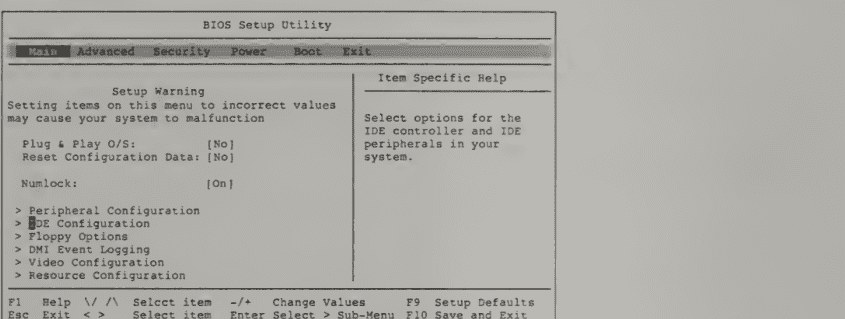 BIOS Setup Utility
Main Advanced Security Power Boot Exit
Item Specific Help
Setup Warning
Setting items on this menu to incorrect values
may cause your system to malfunction
Select options for the
IDE controller and IDE
peripherals in your
system.
Plug & Play O/S: [No]
Reset Configuration Data: [No]
Numlock: [On]
> Peripheral Configuration
> IDE Configuration
> Floppy Options
> DMI Event Logging
> Video Configuration
> Resource Configuration
F1 Help \/ /\ Select item -/+ Change Values F9 Setup Defaults
Esc Exit < > Select item Enter Select > Sub-Menu F10 Save and Exit